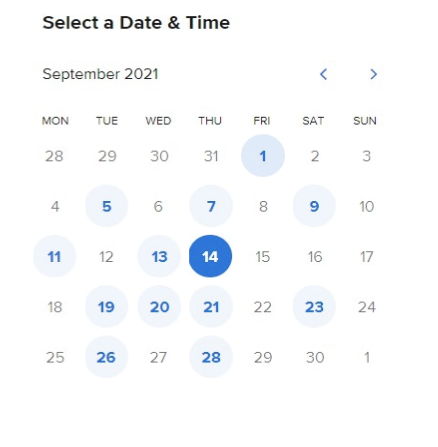 Select a Date & Time
September 2021
MON TUE WED THU FRI SAT SUN
28 29 30 31 1 2 3
4 5 6 7 8 9 10
11 12 13 14 15 16 17
18 19 20 21 22 23 24
25 26 27 28 29 30 1